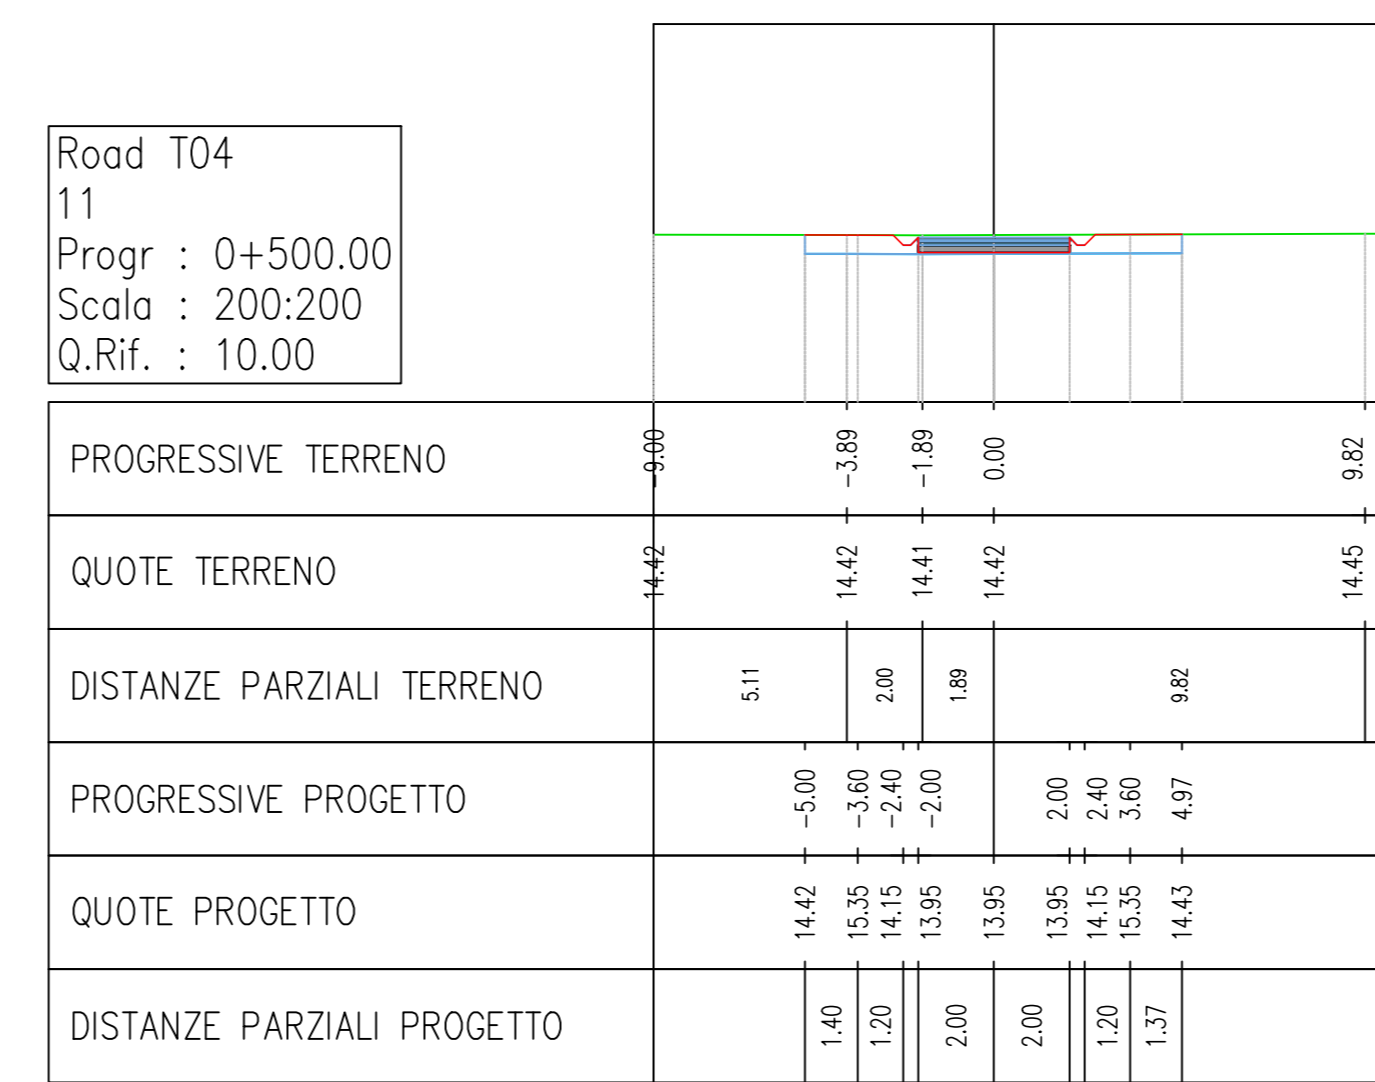 Road T04
11
Progr : 0+500.00
Scala : 200:200
Q.Rif. : 10.00
PROGRESSIVE TERRENO -9.00 -3.89 -1.89 0.00 9.82
QUOTE TERRENO 14.42 14.42 14.41 14.42 14.45
DISTANZE PARZIALI TERRENO 5.11 2.00 1.89 9.82
PROGRESSIVE PROGETTO -5.00 -3.60 -2.40 -2.00 2.00 2.40 3.60 4.97
QUOTE PROGETTO 14.42 15.35 14.15 13.95 13.95 13.95 14.15 15.35 14.43
DISTANZE PARZIALI PROGETTO 1.40 1.20 2.00 2.00 1.20 1.37